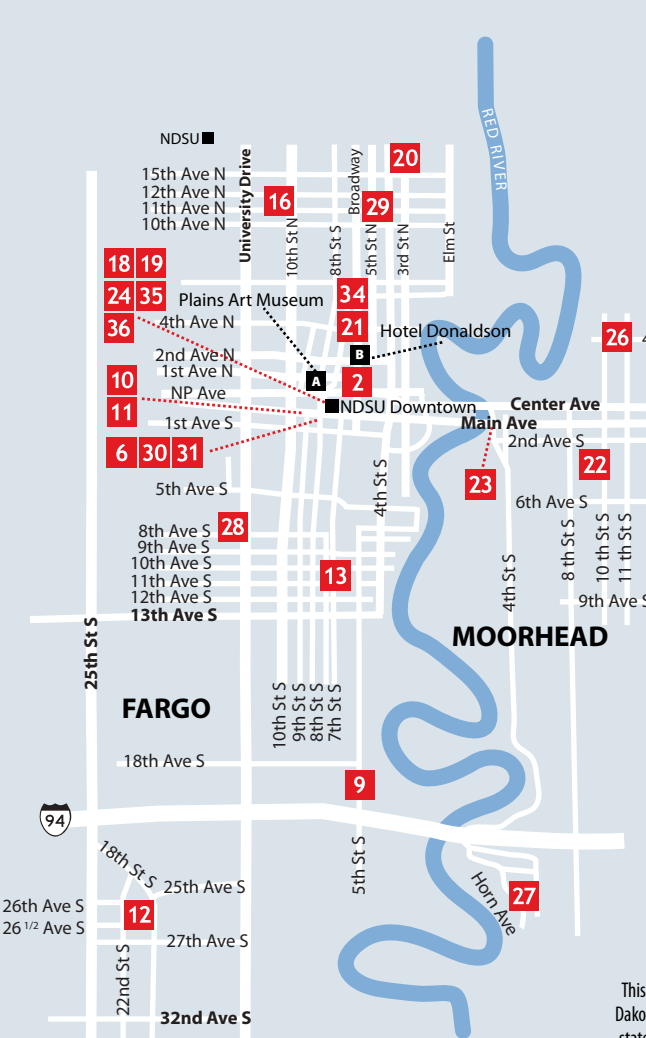 RED RIVER
NDSU
20
15th Ave N
12th Ave N
11th Ave N
10th Ave N
University Drive
16
10th St N
8th St S
Broadway
29
5th St N
3rd St N
Elm St
18 19
24 35
36
Plains Art Museum
34
21
4th Ave N
Hotel Donaldson
B
26
2nd Ave N
1st Ave N
10
A
2
NP Ave
11
NDSU Downtown
Center Ave
Main Ave
1st Ave S
2nd Ave S
6 30 31
22
23
5th Ave S
4th St S
6th Ave S
28
8th Ave S
9th Ave S
10th Ave S
11th Ave S
12th Ave S
13th Ave S
13
4th St S
8 th St S
10 th St S
11 th St S
9th Ave S
25th St S
MOORHEAD
FARGO
10th St S
9th St S
8th St S
7th St S
18th Ave S
9
94
5th St S
18th St S
25th Ave S
26th Ave S
26 1/2 Ave S
12
27th Ave S
22nd St S
32nd Ave S
Horn Ave
27
This
Dako